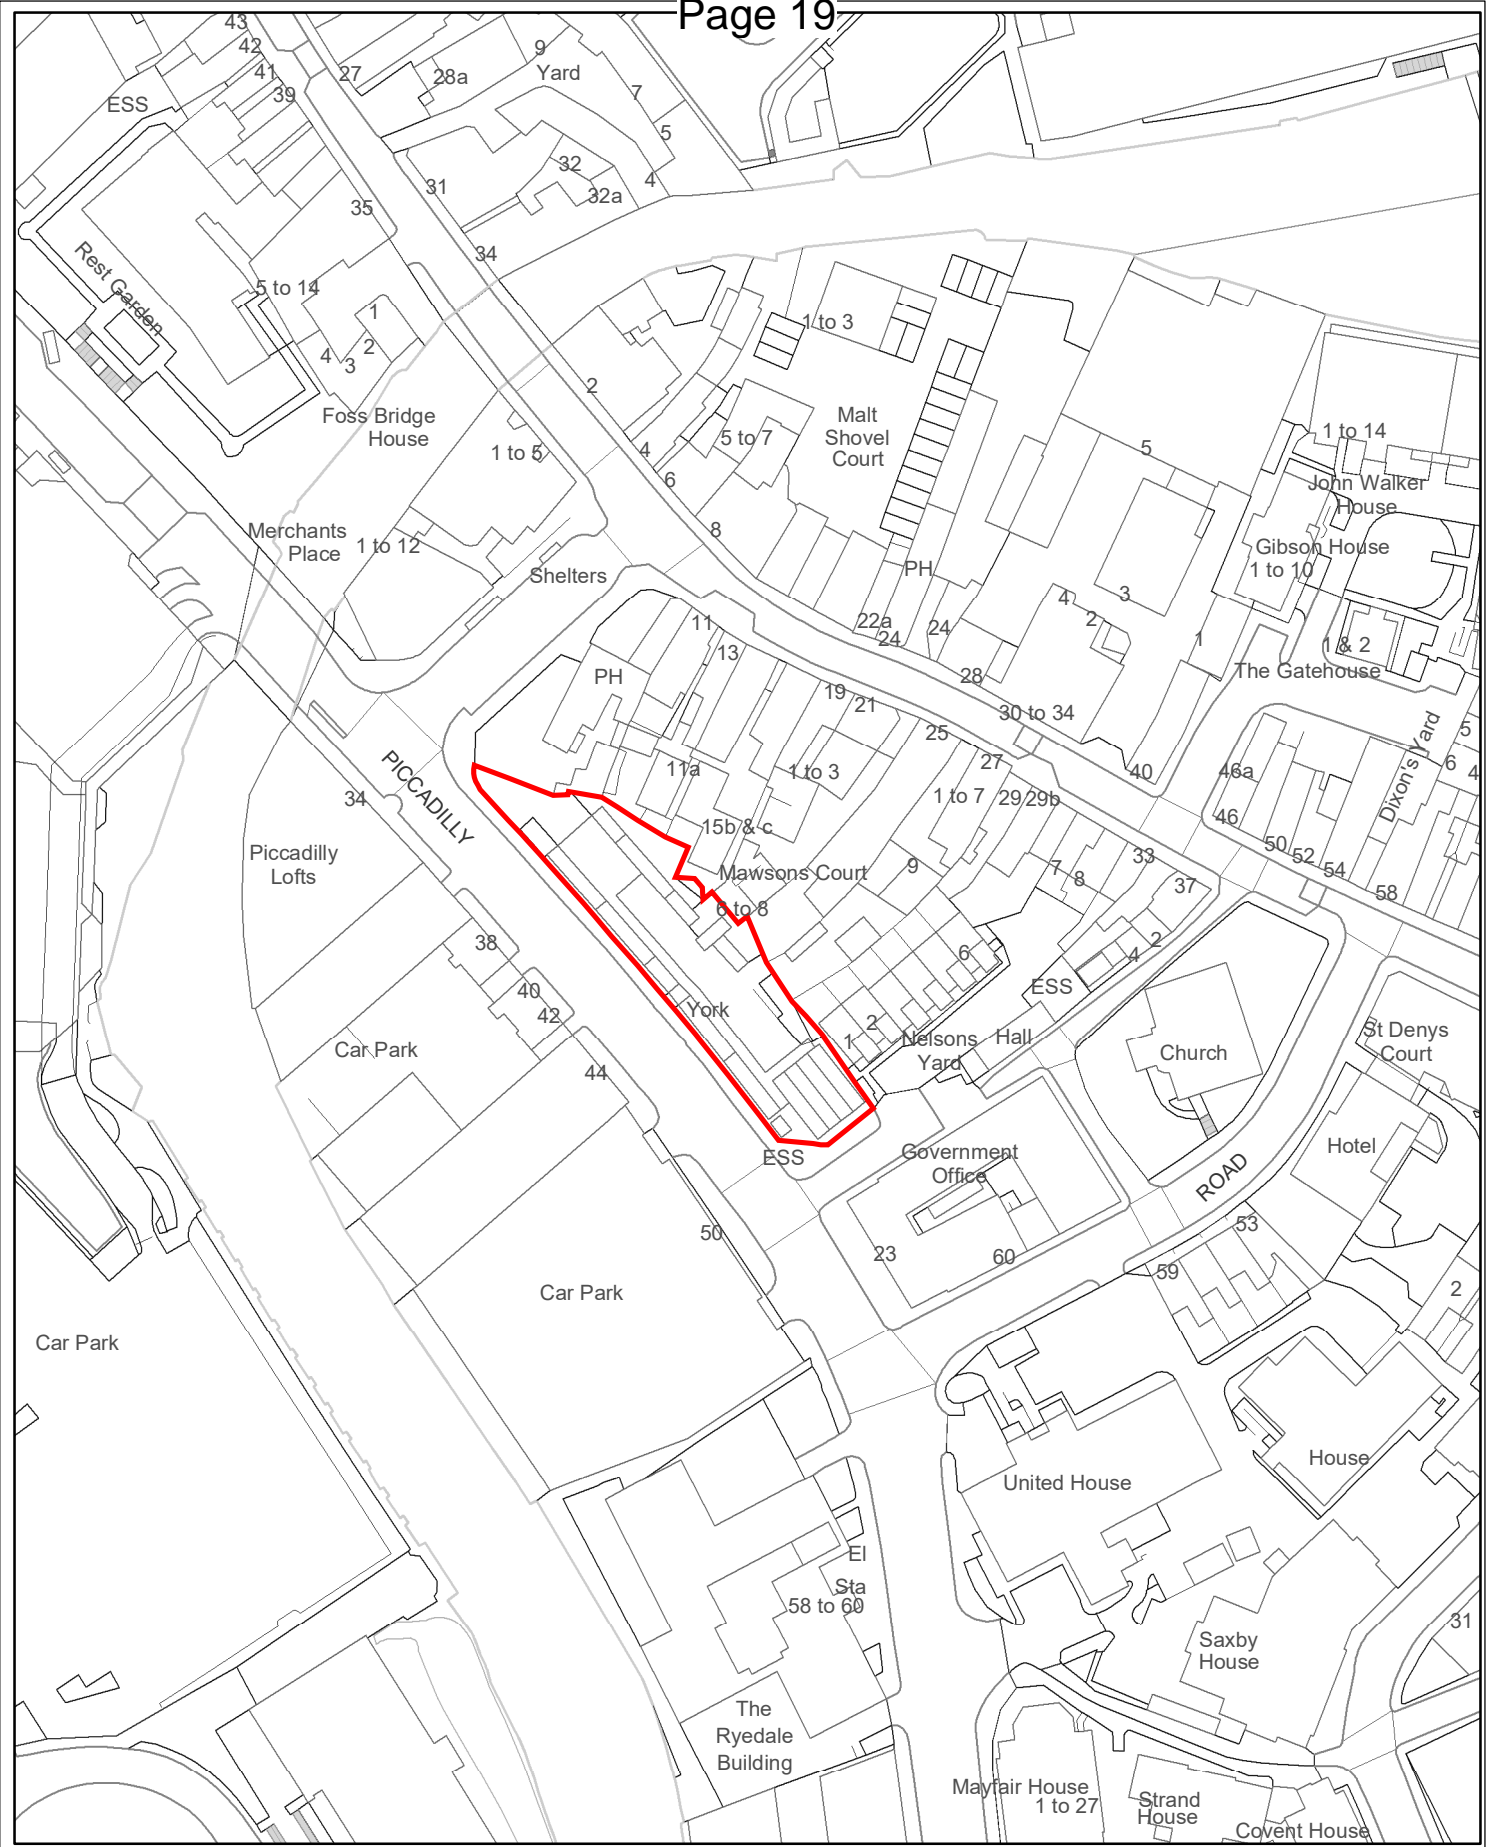 Page 19
43
42
41
39
27
28a
9
Yard
7
5
4
ESS
32
32a
31
35
34
Rest Garden
5 to 14
1
2
4
3
Foss Bridge
House
1 to 5
2
4
6
8
1 to 3
5 to 7
Malt
Shovel
Court
5
1 to 14
John Walker
House
Gibson House
1 to 10
Merchants
Place
1 to 12
Shelters
PH
22a
24
24
28
4
2
3
1
1 & 2
The Gatehouse
30 to 34
11
13
PH
19
21
25
27
11a
1 to 3
1 to 7
29
29b
40
46a
46
50
52
54
58
Dixon's Yard
5
6
4
PICCADILLY
34
15b & c
Mawsons Court
6 to 8
9
7
8
33
37
Piccadilly
Lofts
38
40
42
44
York
6
2
4
ESS
1
2
Nelsons
Yard
Hall
Church
St Denys
Court
Car Park
ESS
Government
Office
Hotel
ROAD
50
23
60
53
59
2
Car Park
Car Park
United House
House
El
Sta
58 to 60
Saxby
House
31
The
Ryedale
Building
Mayfair House
1 to 27
Strand
House
Covent House